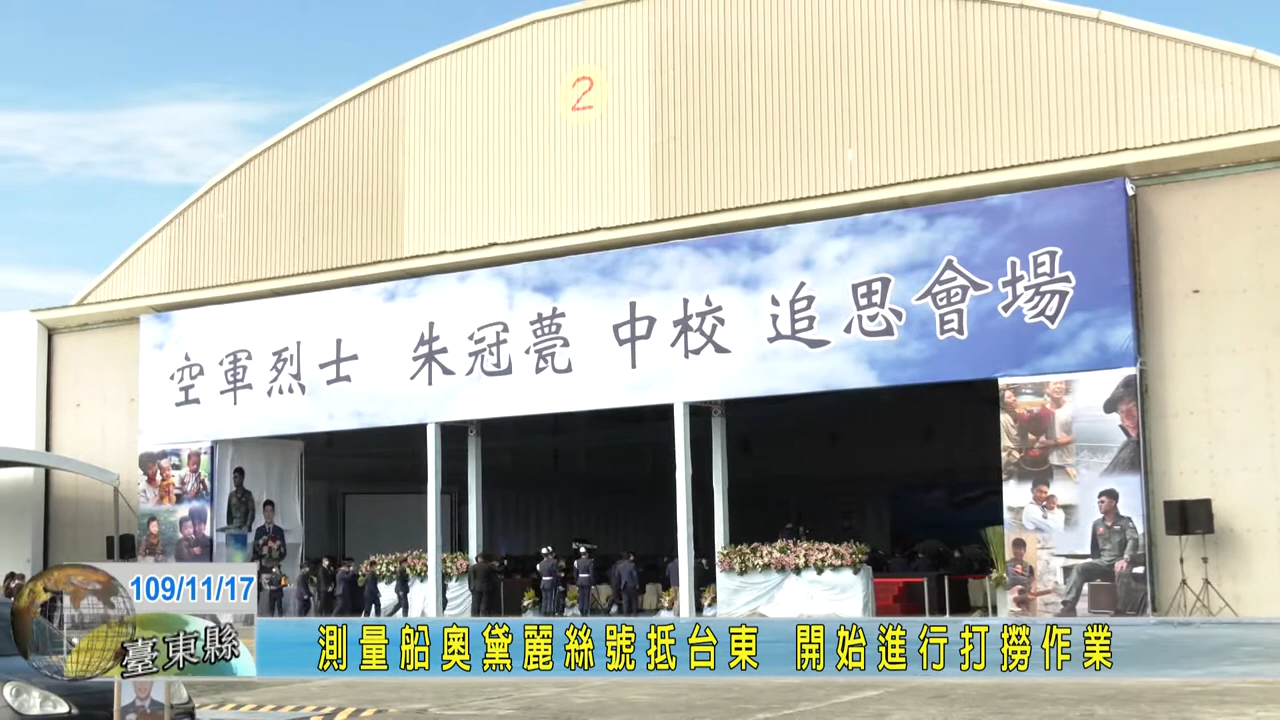 2
空軍烈士 朱冠甍 中校 追思會場
109/11/17
臺東縣
測量船奧黛麗絲號抵台東 開始進行打撈作業